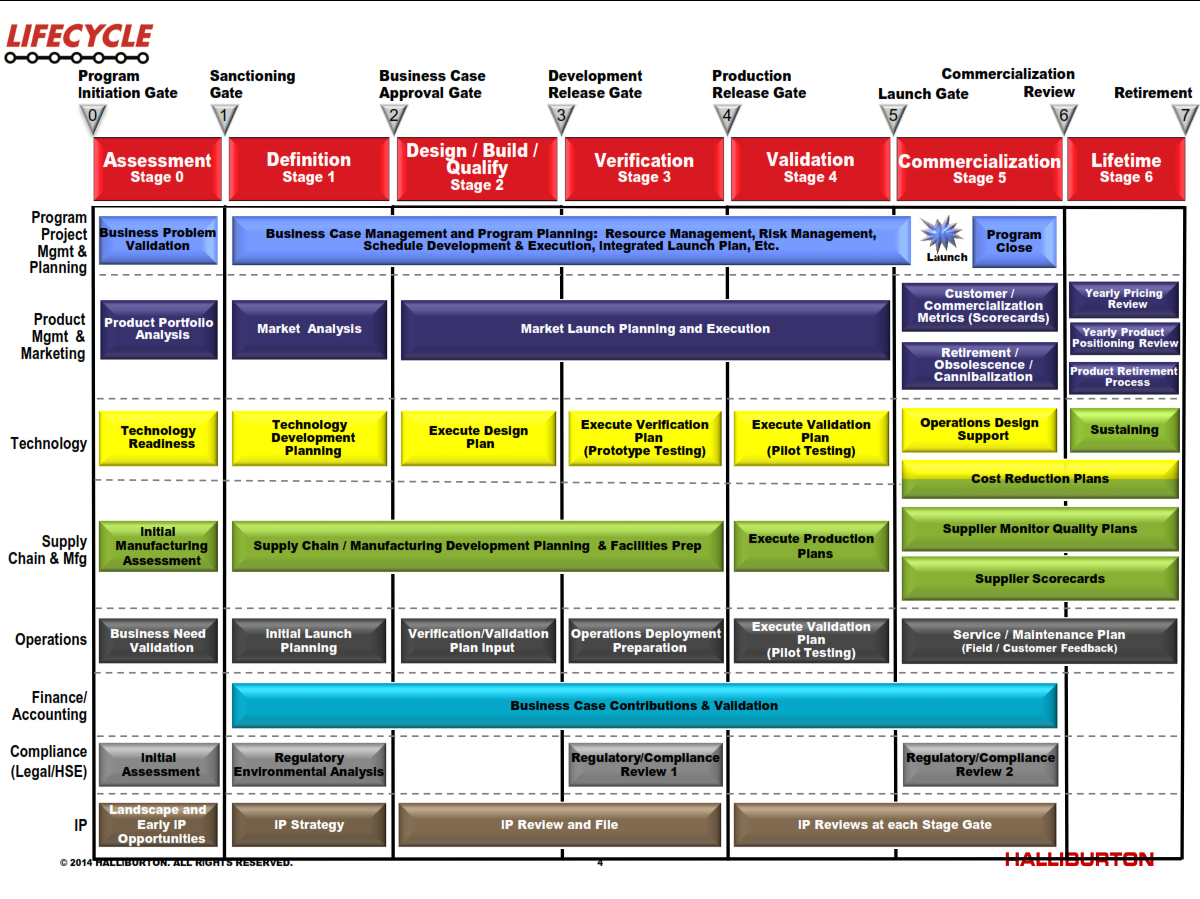 LIFECYCLE
Program
Initiation Gate
Sanctioning
Gate
Business Case
Approval Gate
Development
Release Gate
Production
Release Gate
Launch Gate
Commercialization
Review
Retirement
0
1
2
3
4
5
6
7
Assessment
Stage 0
Definition
Stage 1
Design / Build /
Qualify
Stage 2
Verification
Stage 3
Validation
Stage 4
Commercialization
Stage 5
Lifetime
Stage 6
Program
Project
Mgmt &
Planning
Business Problem
Validation
Business Case Management and Program Planning: Resource Management, Risk Management,
Schedule Development & Execution, Integrated Launch Plan, Etc.
Launch
Program
Close
Product
Mgmt &
Marketing
Product Portfolio
Analysis
Market Analysis
Market Launch Planning and Execution
Customer /
Commercialization
Metrics (Scorecards)
Retirement /
Obsolescence /
Cannibalization
Yearly Pricing
Review
Yearly Product
Positioning Review
Product Retirement
Process
Technology
Technology
Readiness
Technology
Development
Planning
Execute Design
Plan
Execute Verification
Plan
(Prototype Testing)
Execute Validation
Plan
(Pilot Testing)
Operations Design
Support
Sustaining
Cost Reduction Plans
Supply
Chain & Mfg
Initial
Manufacturing
Assessment
Supply Chain / Manufacturing Development Planning & Facilities Prep
Execute Production
Plans
Supplier Monitor Quality Plans
Supplier Scorecards
Operations
Business Need
Validation
Initial Launch
Planning
Verification/Validation
Plan Input
Operations Deployment
Preparation
Execute Validation
Plan
(Pilot Testing)
Service / Maintenance Plan
(Field / Customer Feedback)
Finance/
Accounting
Business Case Contributions & Validation
Compliance
(Legal/HSE)
Initial
Assessment
Regulatory
Environmental Analysis
Regulatory/Compliance
Review 1
Regulatory/Compliance
Review 2
IP
Landscape and
Early IP
Opportunities
IP Strategy
IP Review and File
IP Reviews at each Stage Gate
© 2014 HALLIBURTON. ALL RIGHTS RESERVED.
4
HALLIBURTON